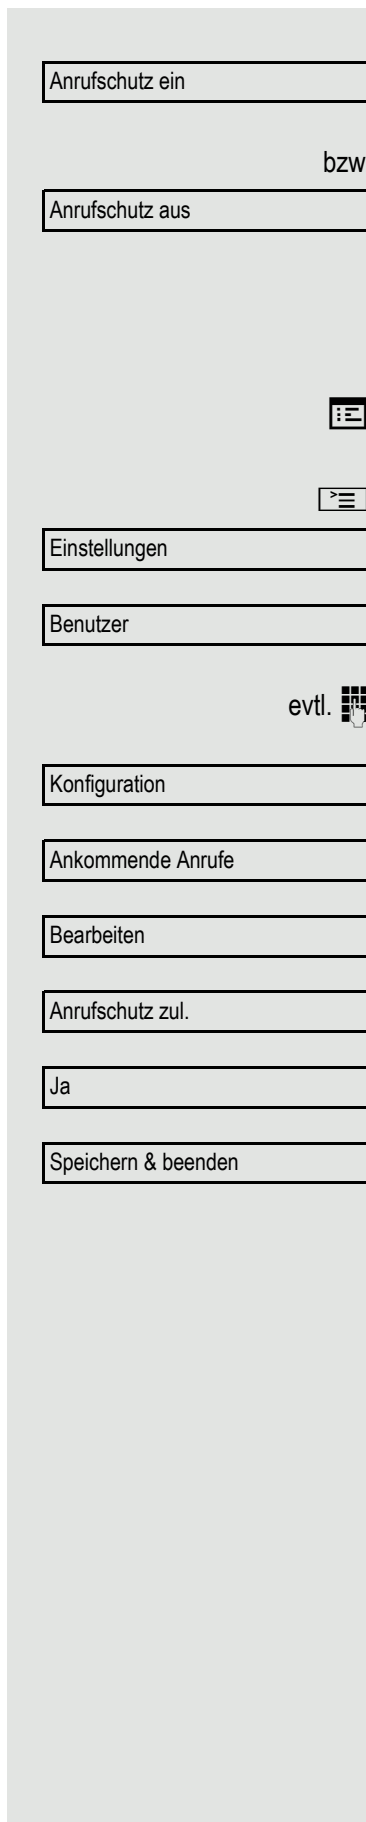 Anrufschutz ein
bzw
Anrufschutz aus
Einstellungen
Benutzer
evtl.
Konfiguration
Ankommende Anrufe
Bearbeiten
Anrufschutz zul.
Ja
Speichern & beenden